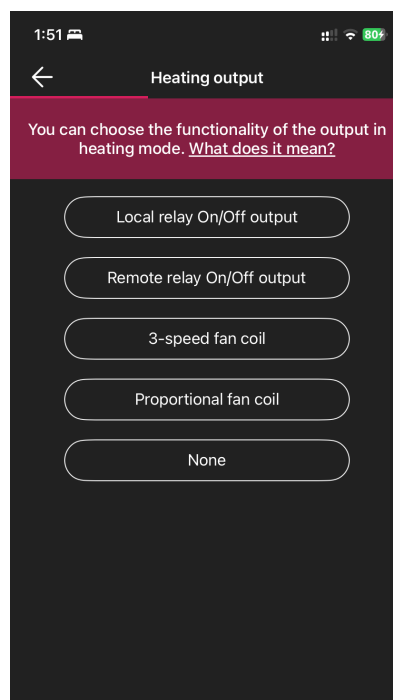 1:51
80
Heating output
You can choose the functionality of the output in
heating mode. What does it mean?
Local relay On/Off output
Remote relay On/Off output
3-speed fan coil
Proportional fan coil
None